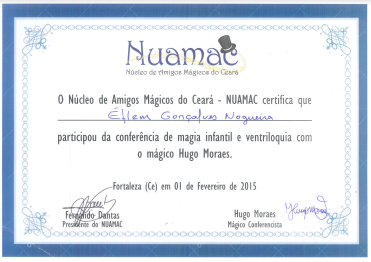 Nuamac
Núcleo de Amigos Mágicos do Ceará
O Núcleo de Amigos Mágicos do Ceará - NUAMAC certifica que
Éflem Gonçalves Nogueira
participou da conferência de magia infantil e ventriloquia com
o mágico Hugo Moraes.
Fortaleza (Ce) em 01 de Fevereiro de 2015
Fernando Dantas
Presidente do NUAMAC
Hugo Moraes
Mágico Conferencista